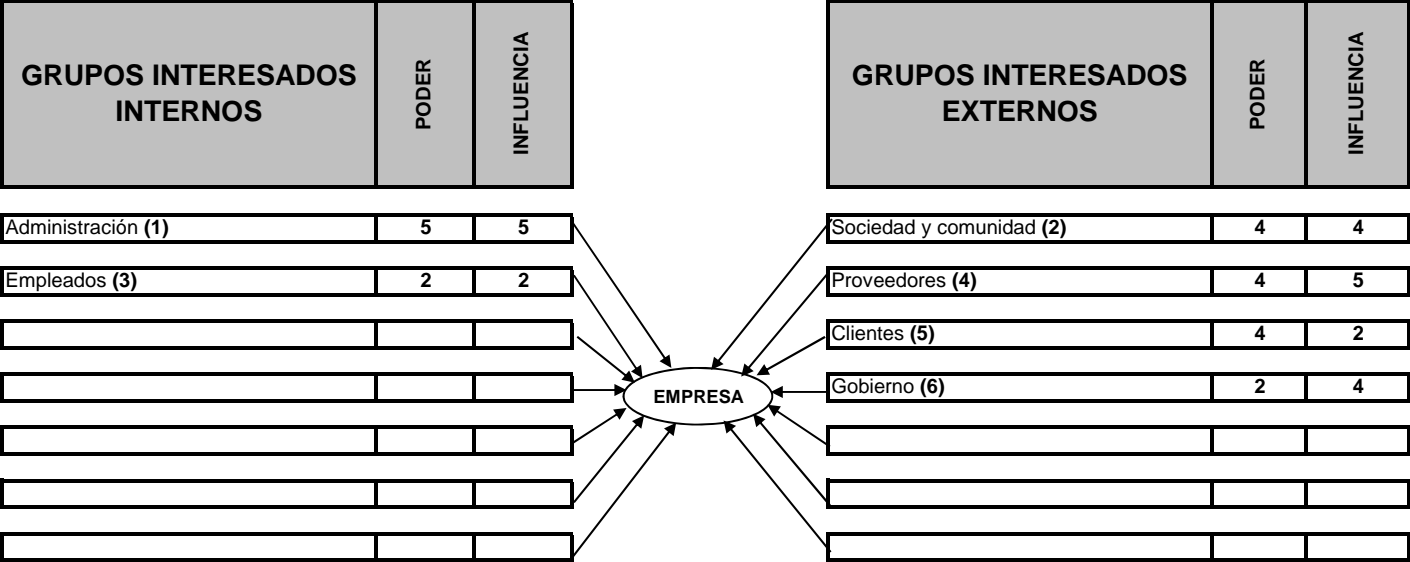 GRUPOS INTERESADOS
INTERNOS
PODER
INFLUENCIA
Administración (1) 5 5
Empleados (3) 2 2
EMPRESA
GRUPOS INTERESADOS
EXTERNOS
PODER
INFLUENCIA
Sociedad y comunidad (2) 4 4
Proveedores (4) 4 5
Clientes (5) 4 2
Gobierno (6) 2 4